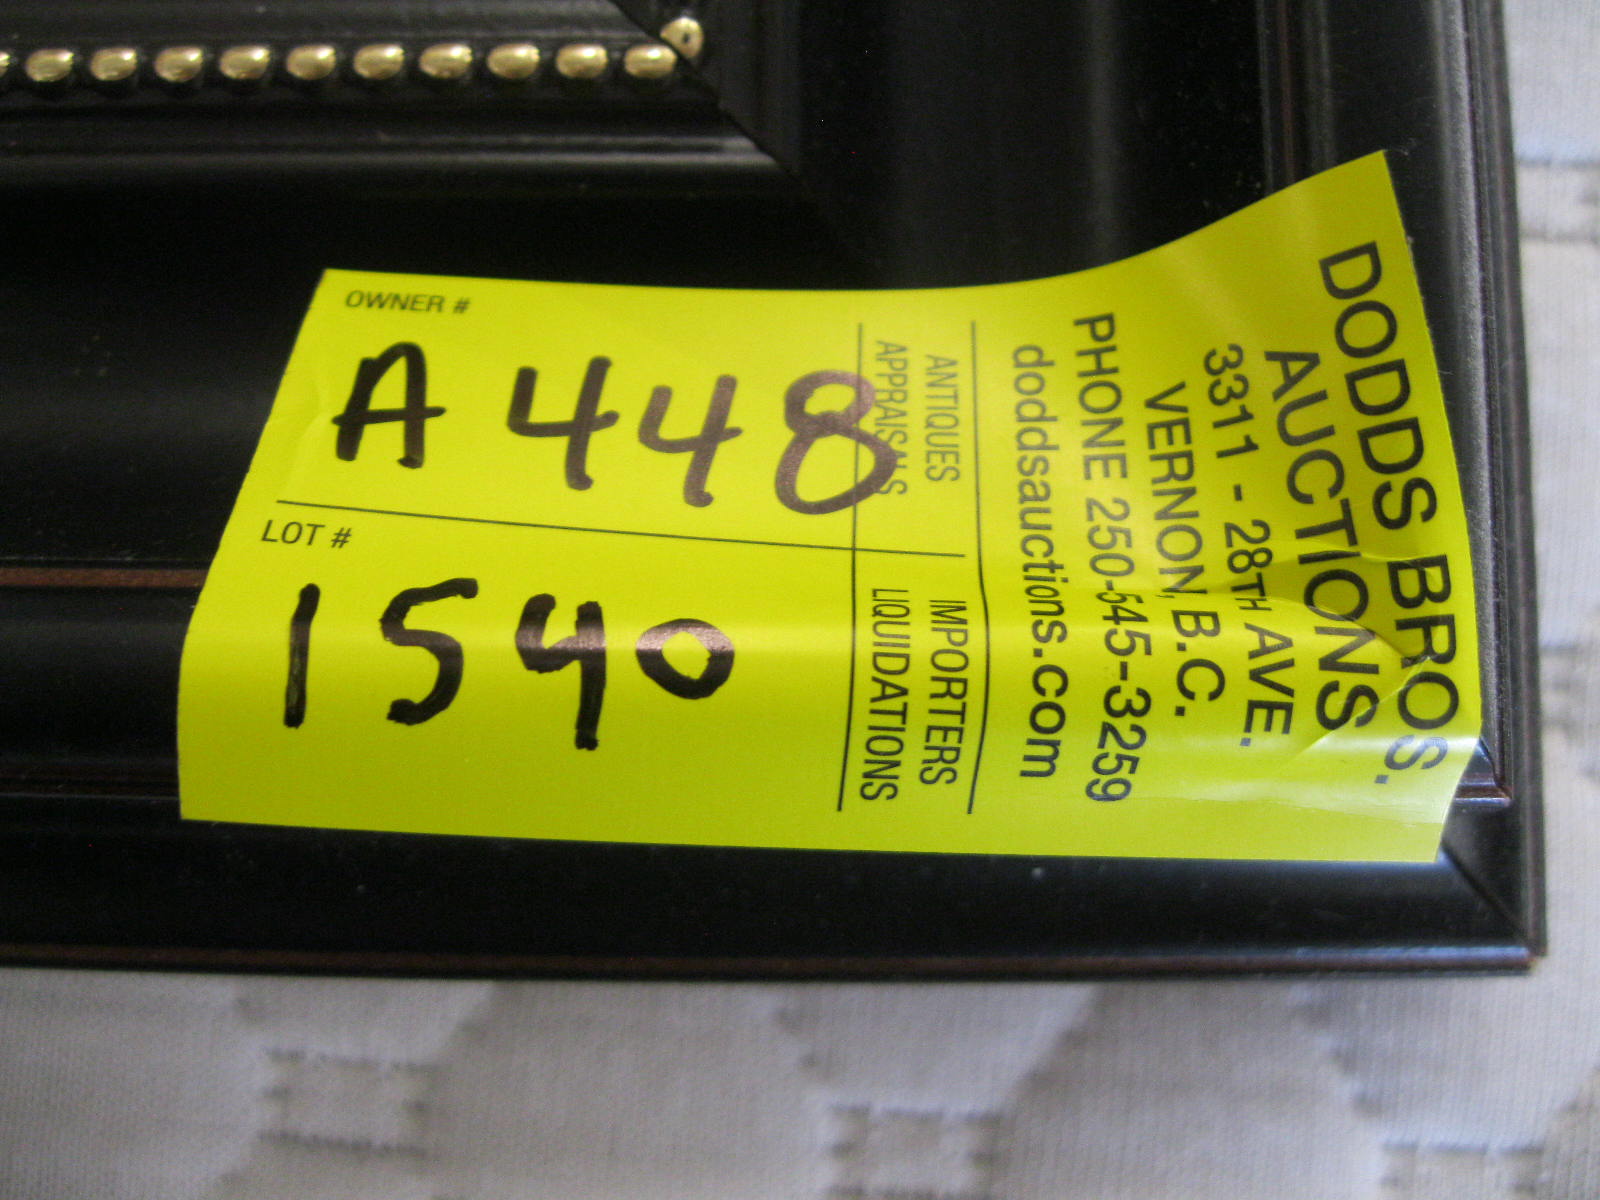 DODDS BROS.
AUCTIONS
3311 - 28TH AVE.
VERNON, B.C.
PHONE 250-545-3259
doddsauctions.com
ANTIQUES
APPRAISALS
IMPORTERS
LIQUIDATIONS
OWNER #
A 448
LOT #
1540